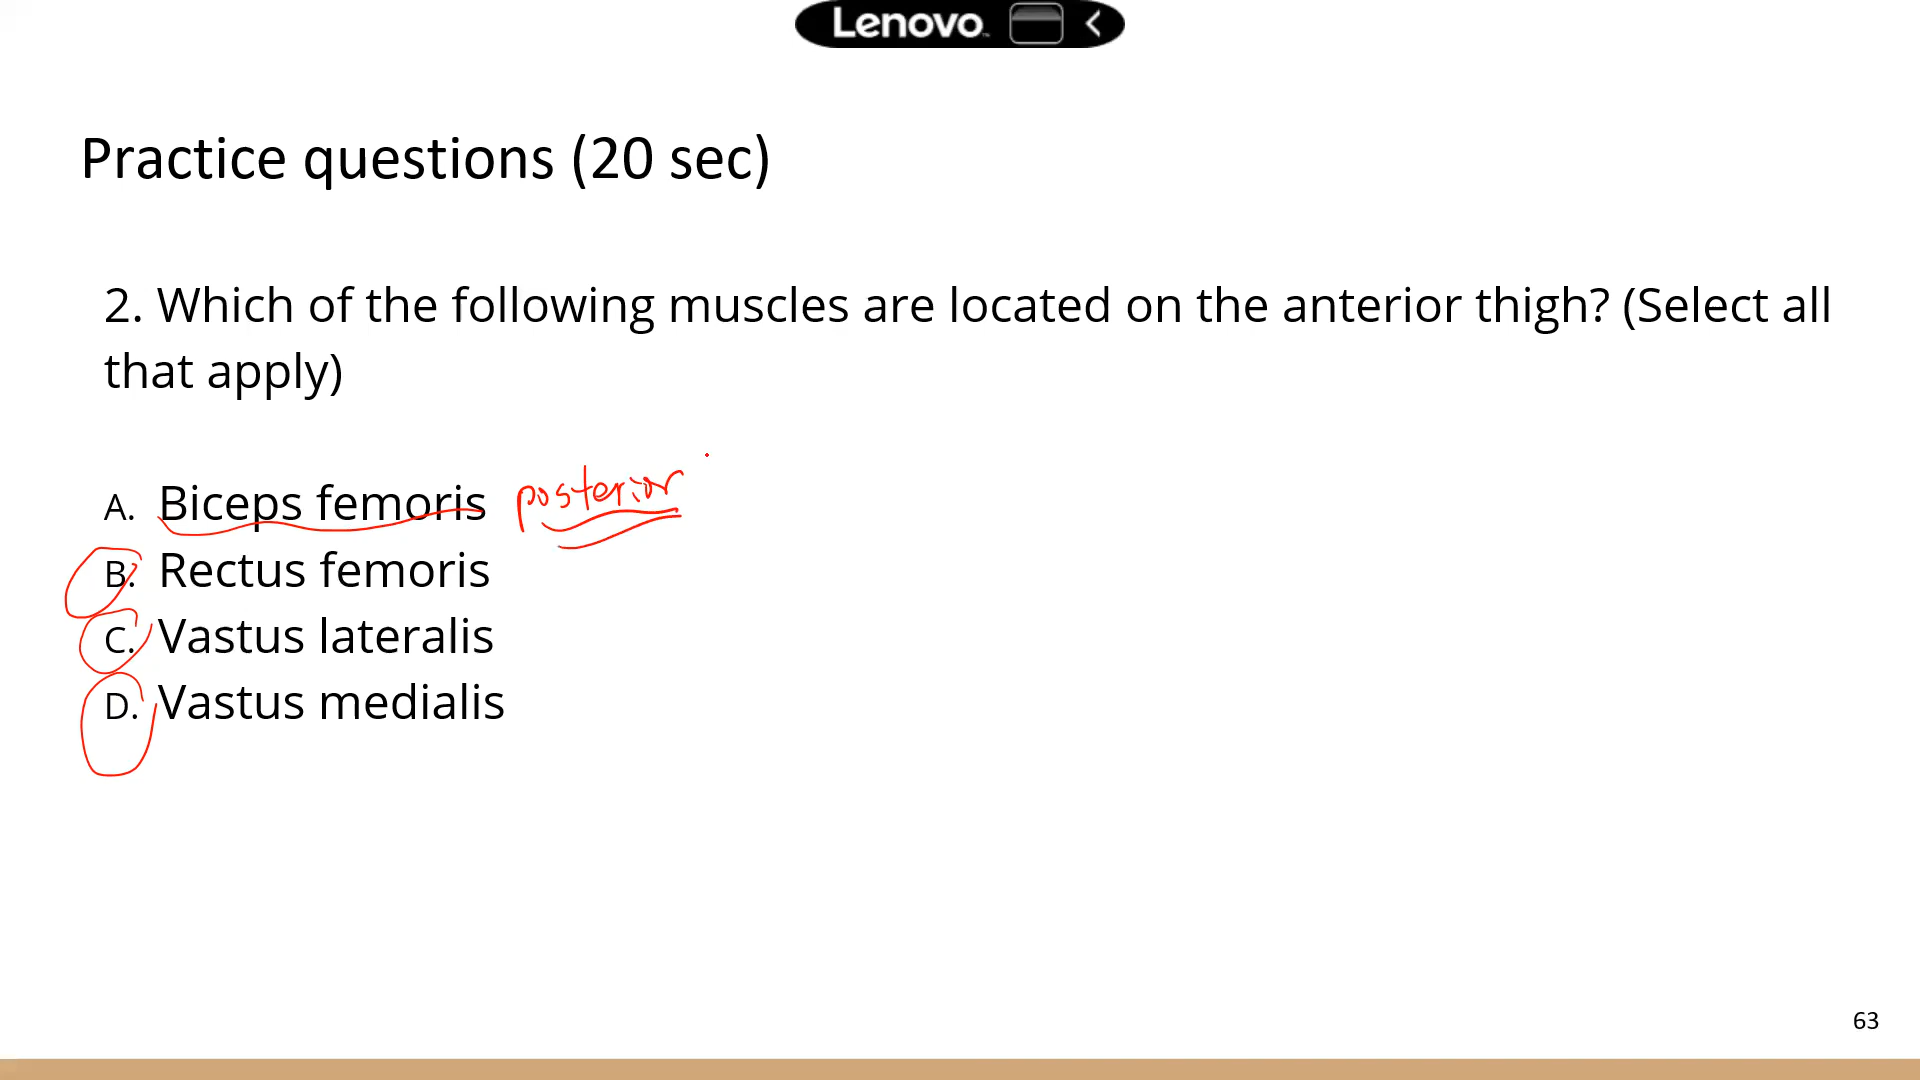 Lenovo
Practice questions (20 sec)
2. Which of the following muscles are located on the anterior thigh? (Select all
that apply)
A. Biceps femoris posterior
B. Rectus femoris
C. Vastus lateralis
D. Vastus medialis
63